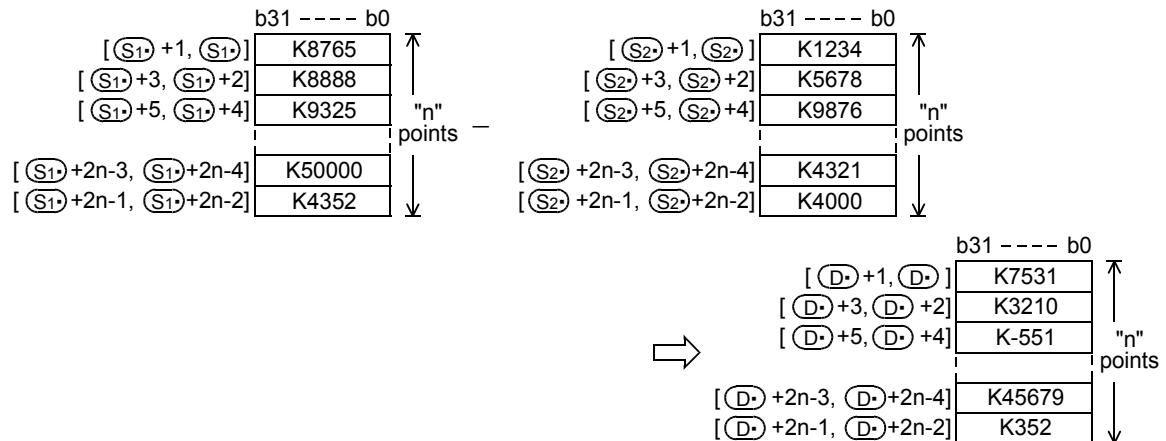 b31 ---- b0
[ S1• +1, S1• ] K8765
[ S1• +3, S1• +2] K8888
[ S1• +5, S1• +4] K9325
[ S1• +2n-3, S1• +2n-4] K50000
[ S1• +2n-1, S1• +2n-2] K4352
"n"
points
–
b31 ---- b0
[ S2• +1, S2• ] K1234
[ S2• +3, S2• +2] K5678
[ S2• +5, S2• +4] K9876
[ S2• +2n-3, S2• +2n-4] K4321
[ S2• +2n-1, S2• +2n-2] K4000
"n"
points
b31 ---- b0
[ D• +1, D• ] K7531
[ D• +3, D• +2] K3210
[ D• +5, D• +4] K-551
[ D• +2n-3, D• +2n-4] K45679
[ D• +2n-1, D• +2n-2] K352
"n"
points